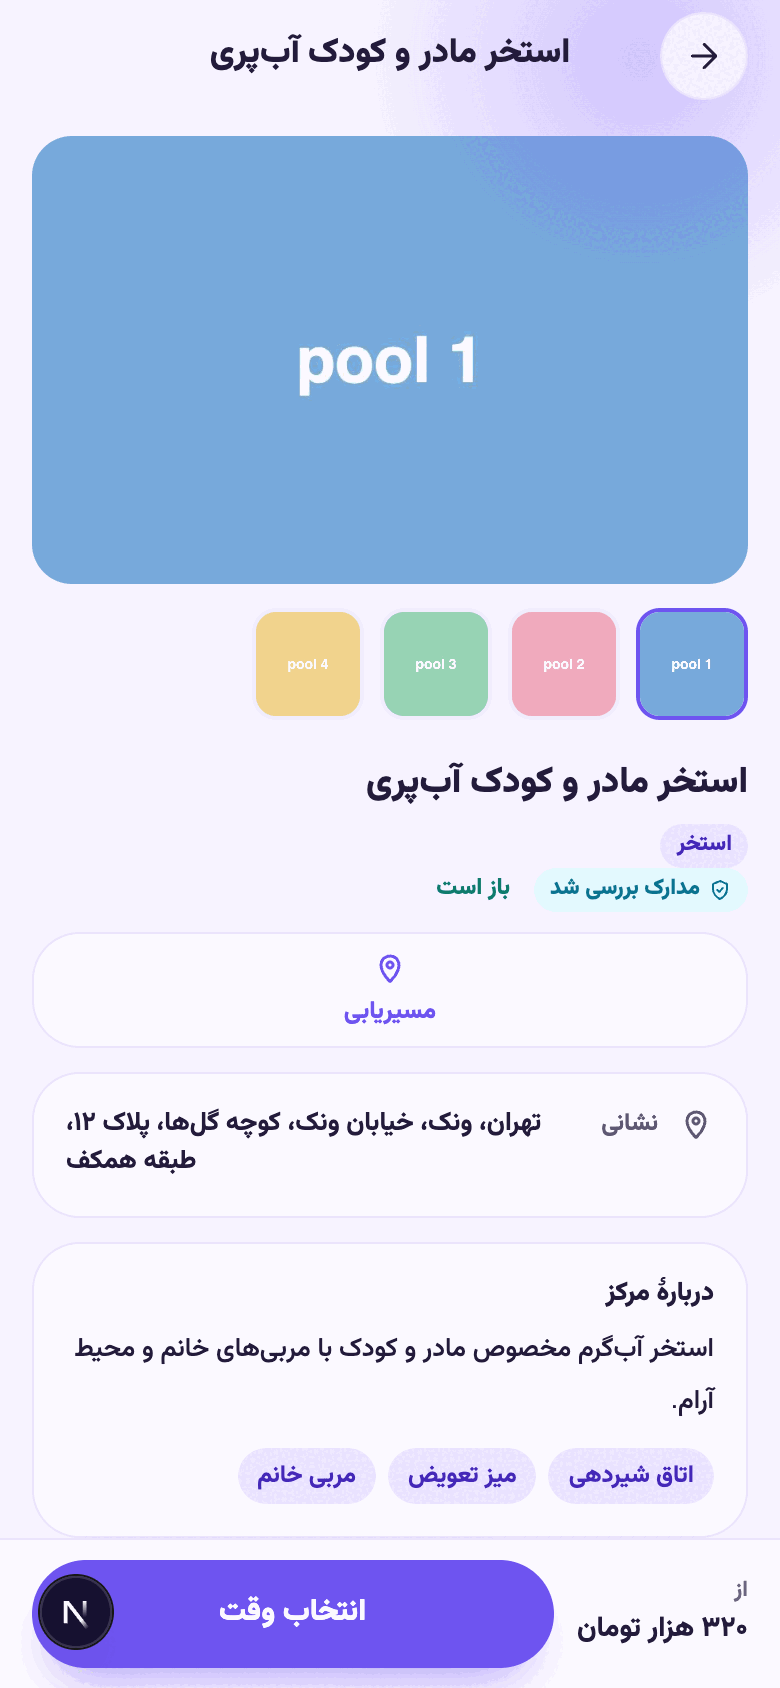 استخر مادر و کودک آب‌پری
pool 1
pool 1
pool 2
pool 3
pool 4
استخر مادر و کودک آب‌پری
استخر
مدارک بررسی شد
باز است
مسیریابی
نشانی
تهران، ونک، خیابان ونک، کوچه گل‌ها، پلاک ۱۲،
طبقه همکف
دربارهٔ مرکز
استخر آب‌گرم مخصوص مادر و کودک با مربی‌های خانم و محیط
آرام.
اتاق شیردهی
میز تعویض
مربی خانم
از
۳۲۰ هزار تومان
انتخاب وقت
N